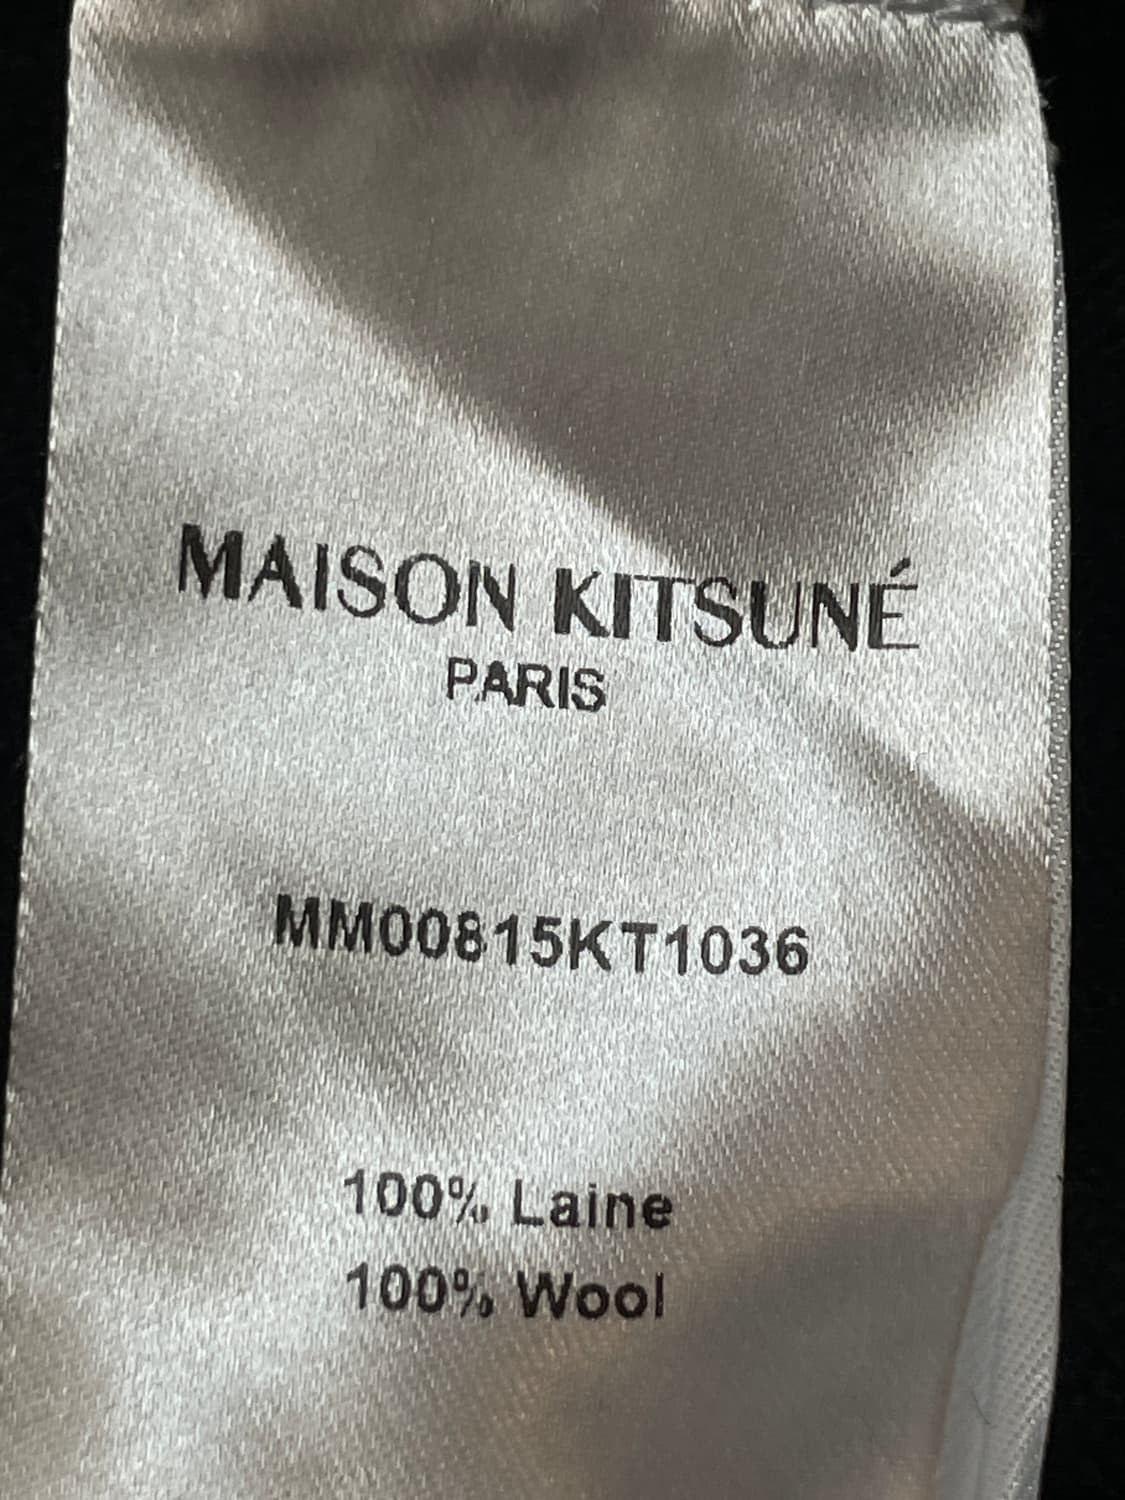 MAISON KITSUNÉ
PARIS
MM00815KT1036
100% Laine
100% Wool